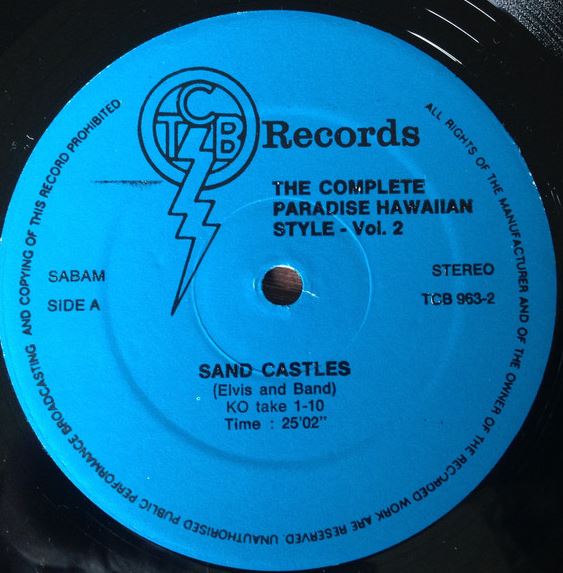 TCB
Records
THE COMPLETE
PARADISE HAWAIIAN
STYLE - Vol. 2
SABAM
SIDE A
STEREO
TCB 963-2
SAND CASTLES
(Elvis and Band)
KO take 1-10
Time : 25'02"
ALL RIGHTS OF THE MANUFACTURER AND OF THE OWNER OF THE RECORDED WORK ARE RESERVED. UNAUTHORISED PUBLIC PERFORMANCE BROADCASTING AND COPYING OF THIS RECORD PROHIBITED